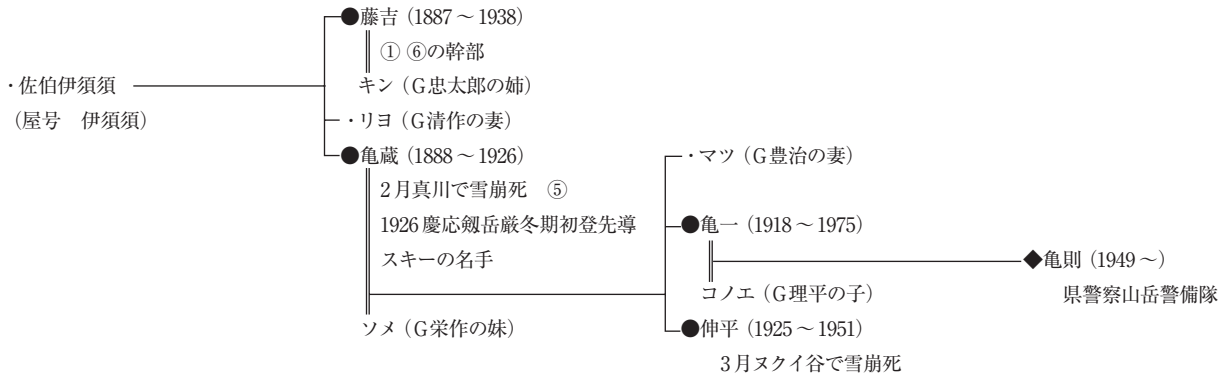 ●藤吉（1887～1938）
① ⑥の幹部
・佐伯伊須須
キン（G忠太郎の姉）
（屋号　伊須須）
・リヨ（G清作の妻）
●亀蔵（1888～1926）
・マツ（G豊治の妻）
2月真川で雪崩死　⑤
1926慶応剱岳厳冬期初登先導
●亀一（1918～1975）
スキーの名手
◆亀則（1949～）
コノエ（G理平の子）
県警察山岳警備隊
ソメ（G栄作の妹）
●伸平（1925～1951）
3月ヌクイ谷で雪崩死